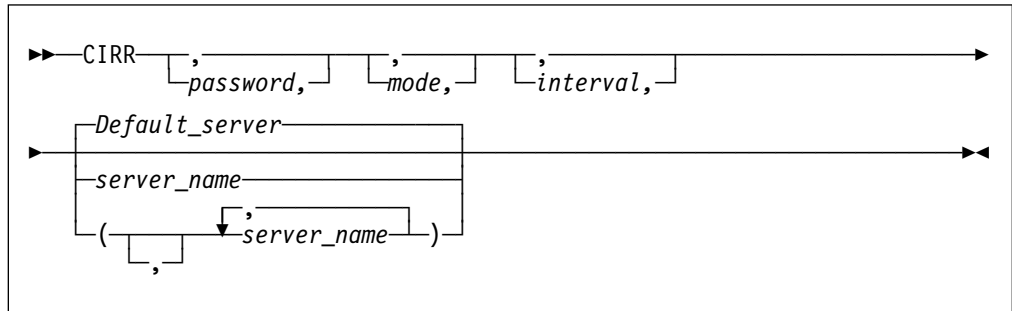 CIRR , , ,
password, mode, interval,
Default_server
server_name
,
( server_name )
,